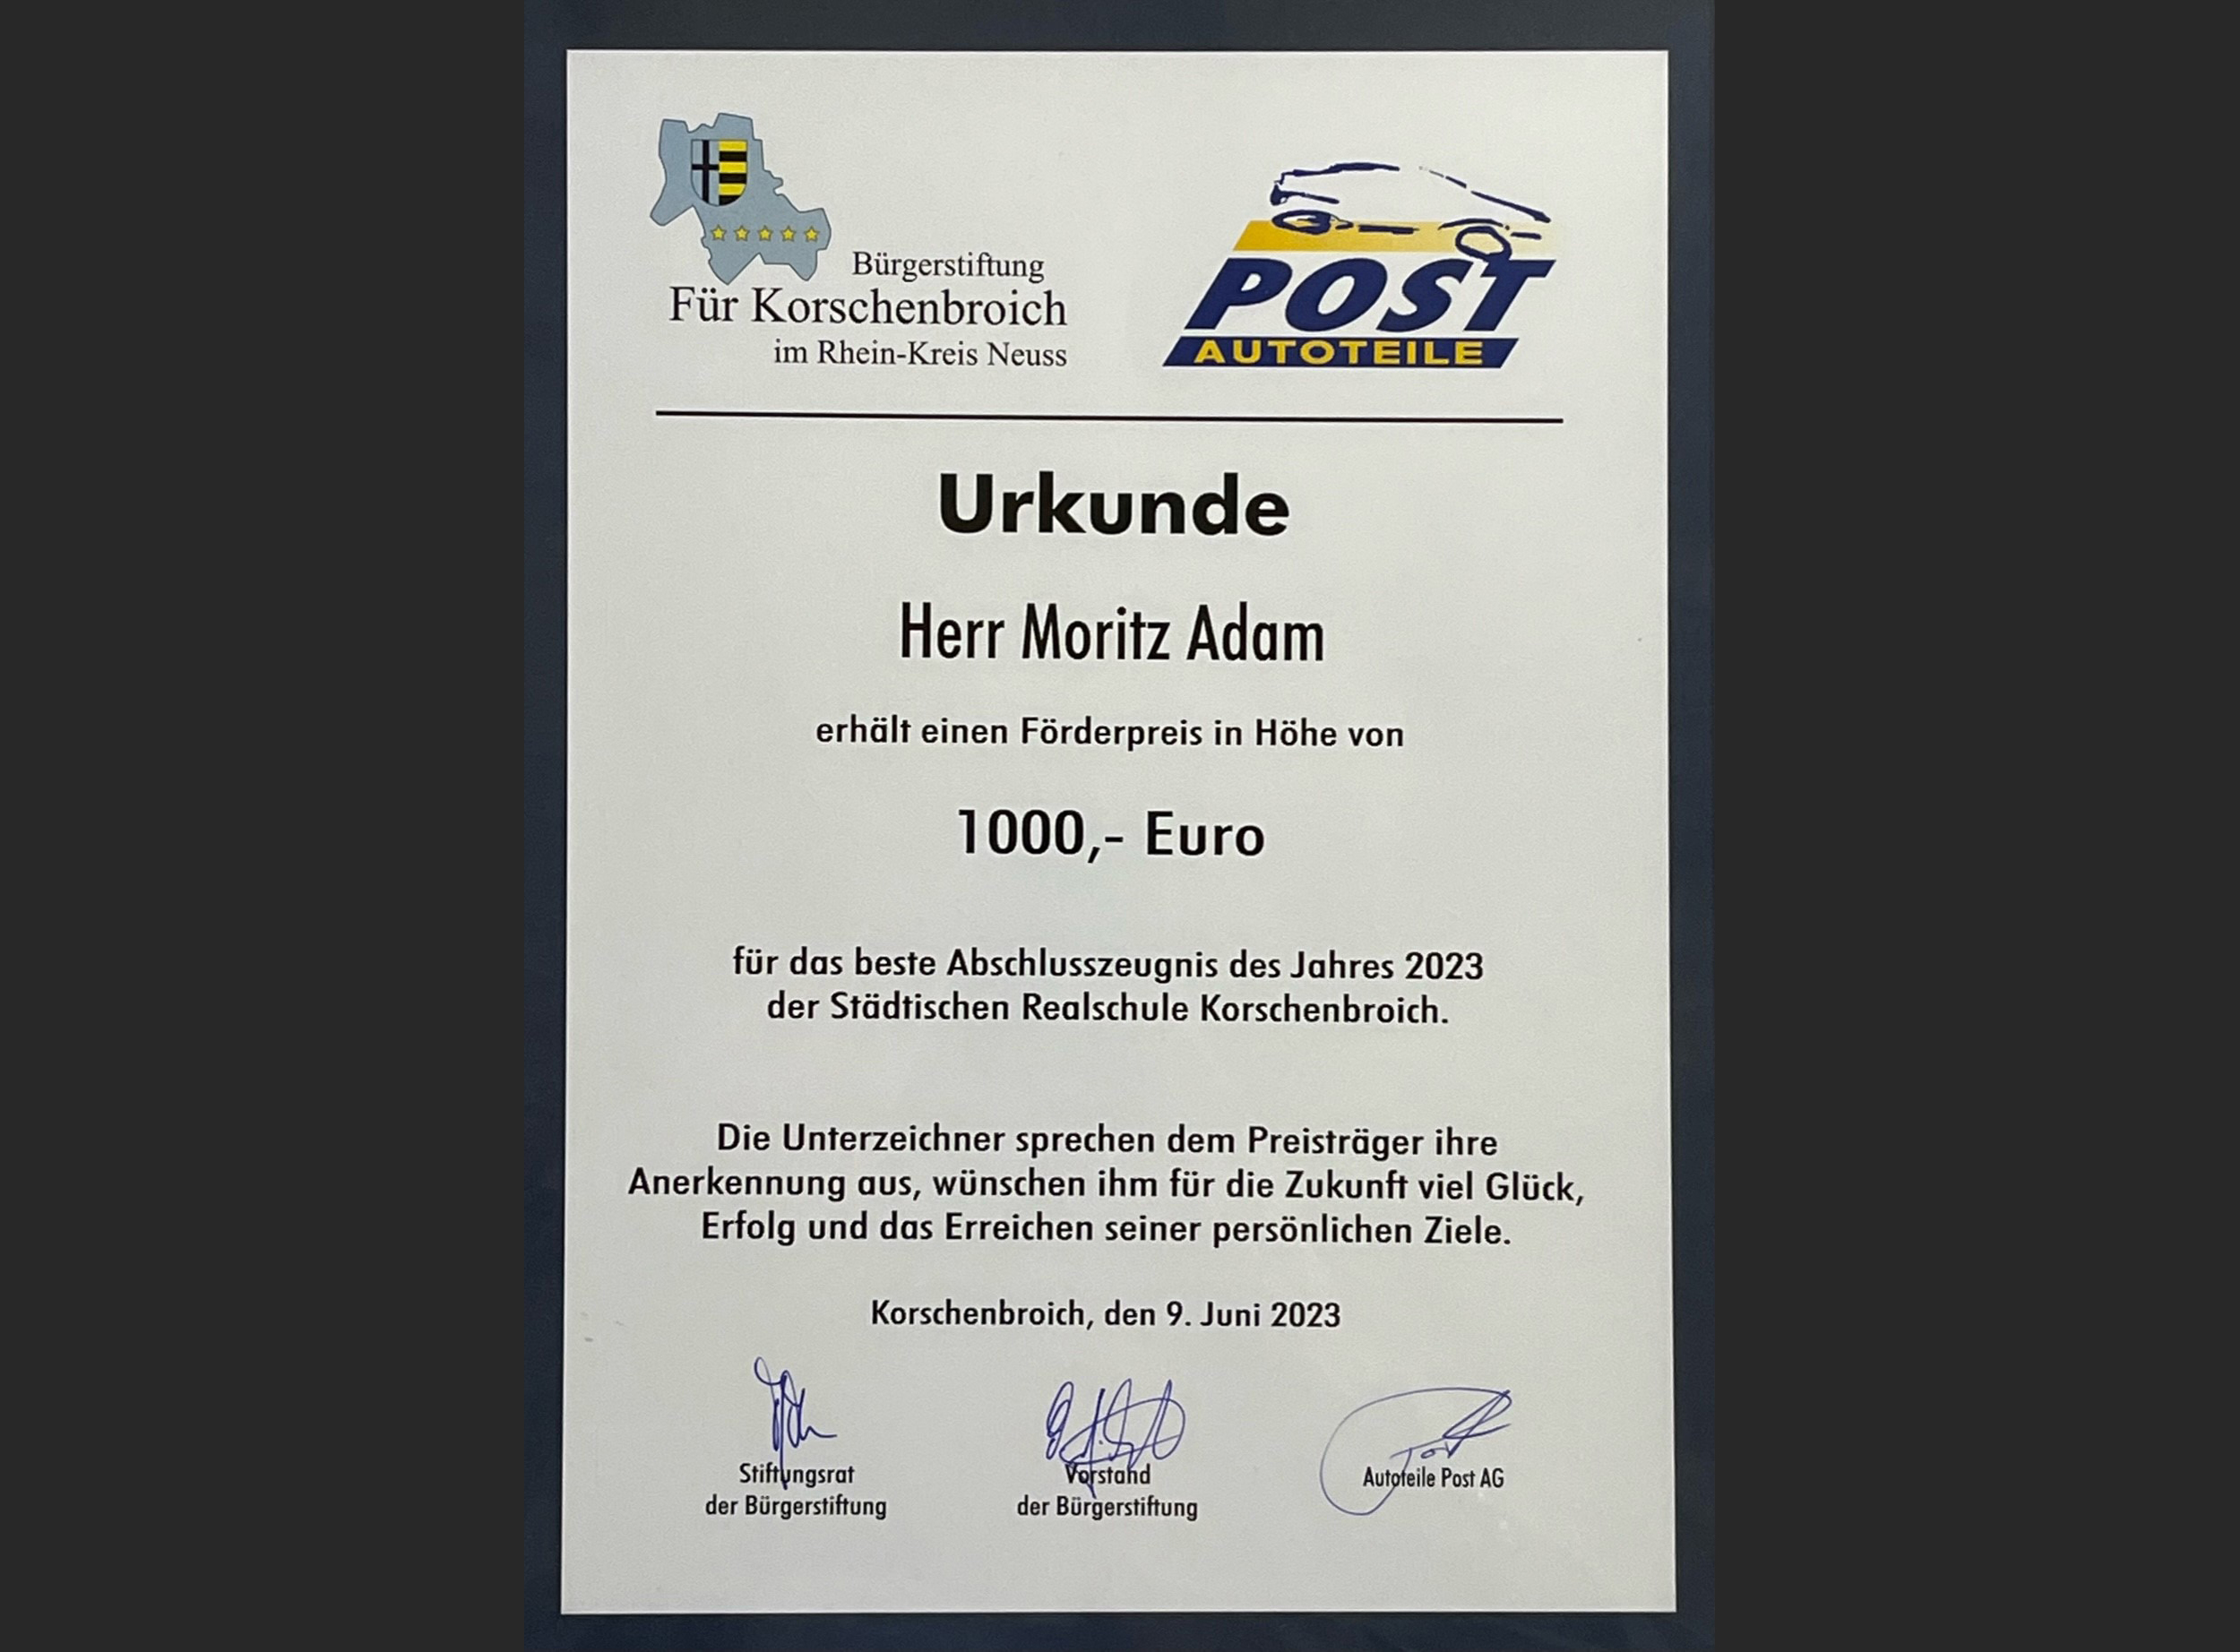 Bürgerstiftung
Für Korschenbroich
im Rhein-Kreis Neuss
POST
AUTOTEILE
Urkunde
Herr Moritz Adam
erhält einen Förderpreis in Höhe von
1000,- Euro
für das beste Abschlusszeugnis des Jahres 2023
der Städtischen Realschule Korschenbroich.
Die Unterzeichner sprechen dem Preisträger ihre
Anerkennung aus, wünschen ihm für die Zukunft viel Glück,
Erfolg und das Erreichen seiner persönlichen Ziele.
Korschenbroich, den 9. Juni 2023
Stiftungsrat
der Bürgerstiftung
Vorstand
der Bürgerstiftung
Autoteile Post AG